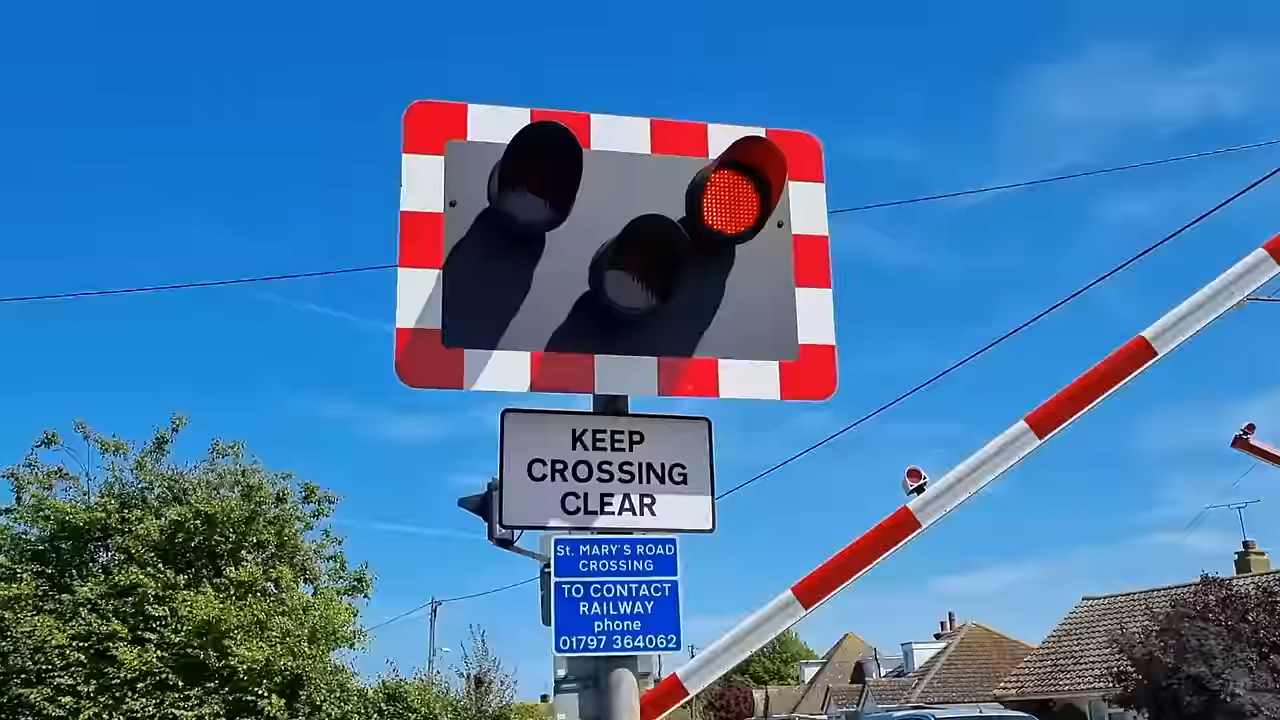 KEEP
CROSSING
CLEAR
St. MARY'S ROAD
CROSSING
TO CONTACT
RAILWAY
phone
01797 364062